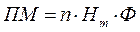 ПМ = n · Hт · Ф